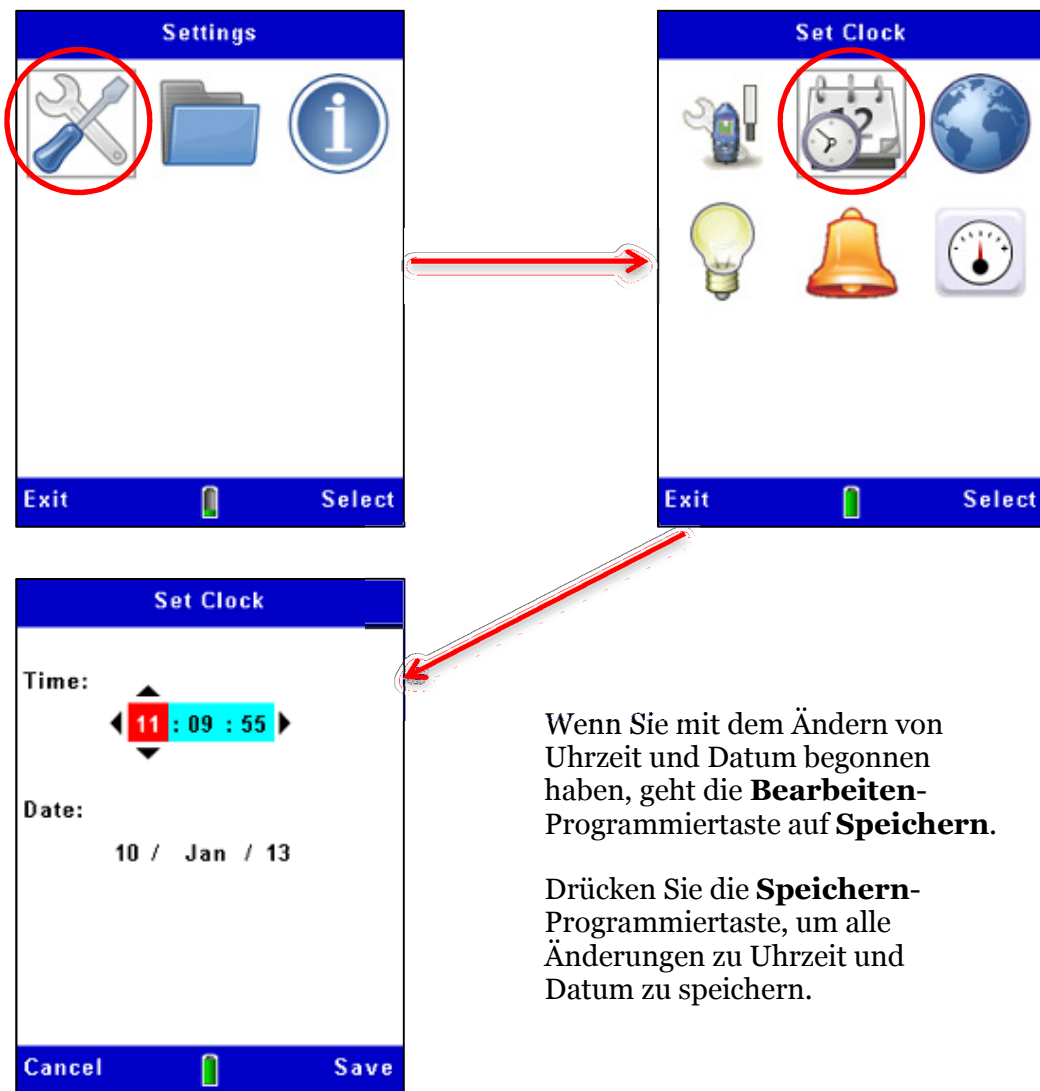 Settings
Exit
Select
Set Clock
12
Exit
Select
Set Clock
Time:
11 : 09 : 55
Date:
10 / Jan / 13
Cancel
Save
Wenn Sie mit dem Ändern von
Uhrzeit und Datum begonnen
haben, geht die Bearbeiten-
Programmiertaste auf Speichern.
Drücken Sie die Speichern-
Programmiertaste, um alle
Änderungen zu Uhrzeit und
Datum zu speichern.